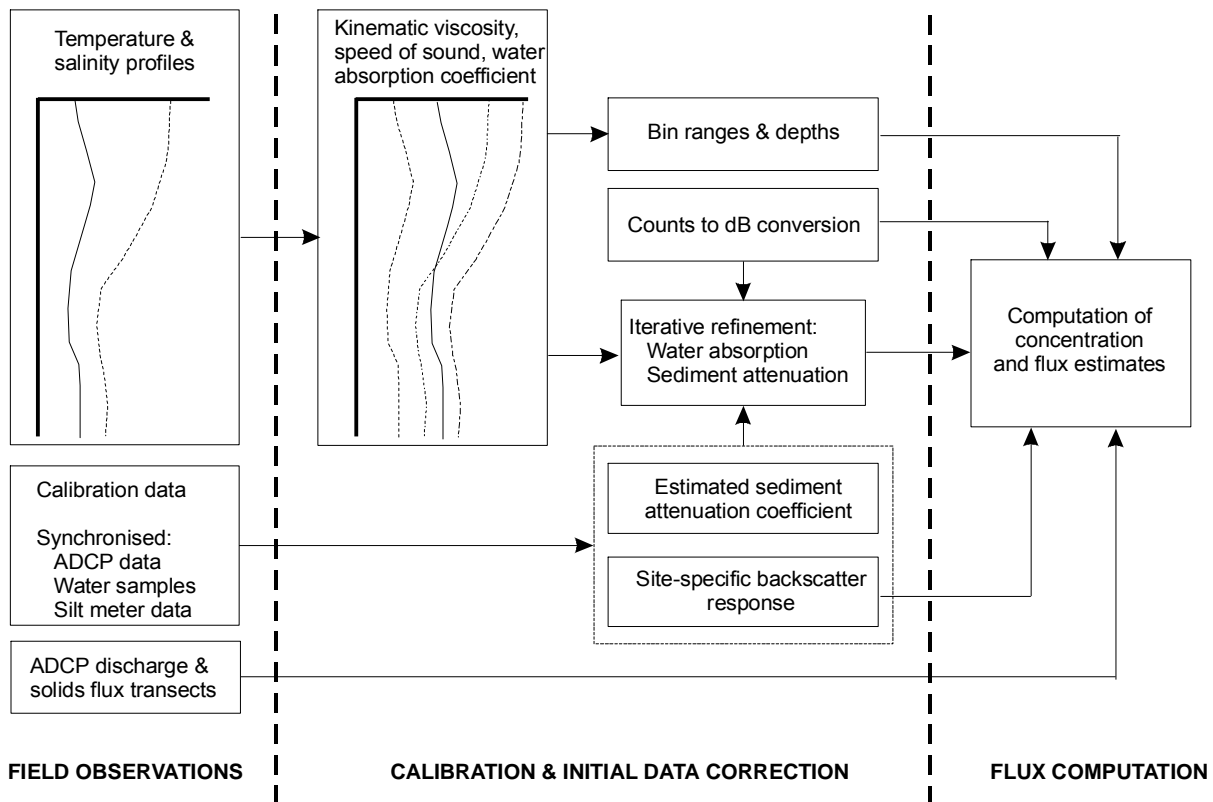 Temperature &
salinity profiles
Kinematic viscosity,
speed of sound, water
absorption coefficient
Bin ranges & depths
Counts to dB conversion
Iterative refinement:
Water absorption
Sediment attenuation
Computation of
concentration
and flux estimates
Calibration data
Synchronised:
ADCP data
Water samples
Silt meter data
Estimated sediment
attenuation coefficient
Site-specific backscatter
response
ADCP discharge &
solids flux transects
FIELD OBSERVATIONS
CALIBRATION & INITIAL DATA CORRECTION
FLUX COMPUTATION